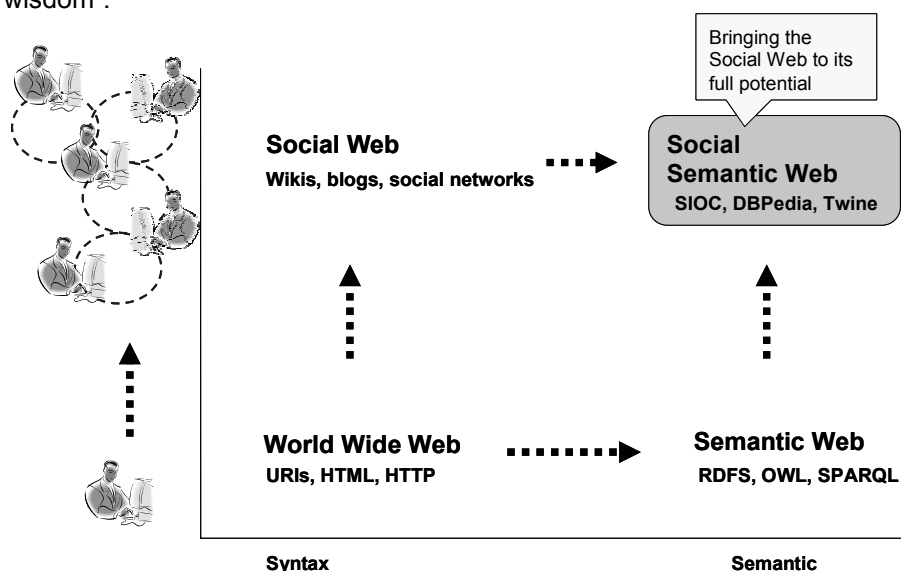 wisdom".
Bringing the
Social Web to its
full potential
Social Web
Wikis, blogs, social networks
Social
Semantic Web
SIOC, DBPedia, Twine
World Wide Web
URIs, HTML, HTTP
Semantic Web
RDFS, OWL, SPARQL
Syntax
Semantic